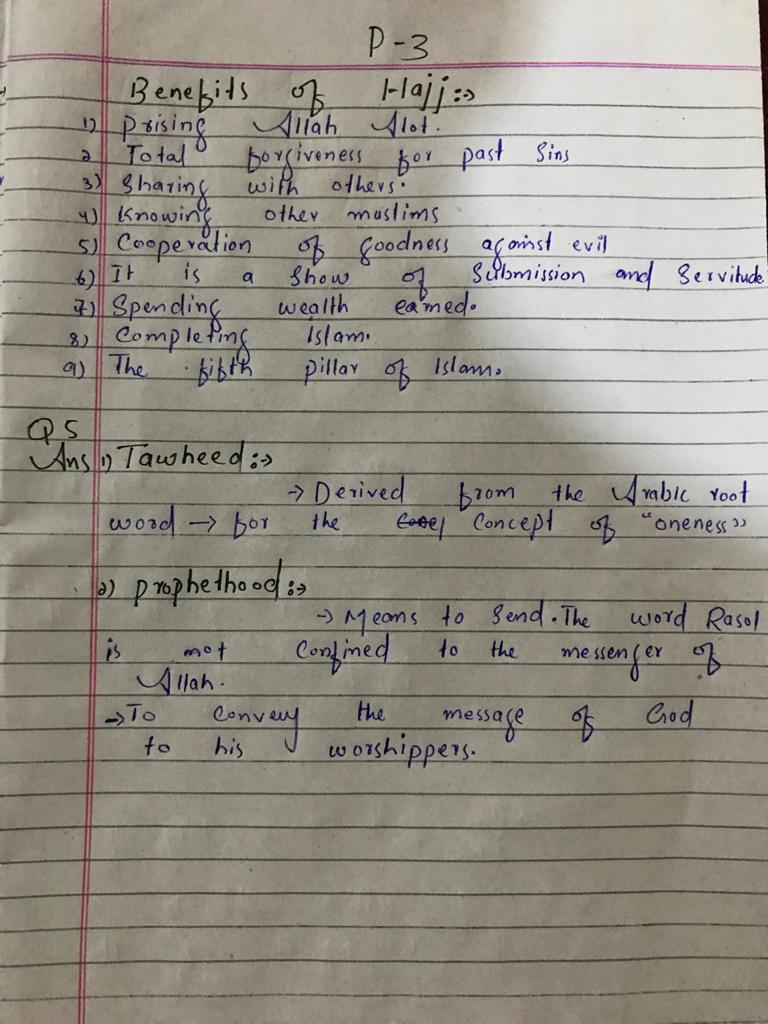 P-3
Benefits of Hajj:→
1) Prising Allah Alot.
2 Total forgiveness for past Sins
3) Sharing with others.
4) Knowing other muslims
5) Cooperation of goodness against evil
6) It is a Show of Submission and Servitude
7) Spending wealth earned.
8) Completing Islam.
9) The fifth pillar of Islam.
Q5
Ans 1) Tawheed:→
→ Derived from the Arabic root
word → for the concept of "oneness"
2) Prophethood:→
→ Means to Send. The word Rasol
is not Confined to the messenger of
Allah.
→ To Convey the message of God
to his worshippers.